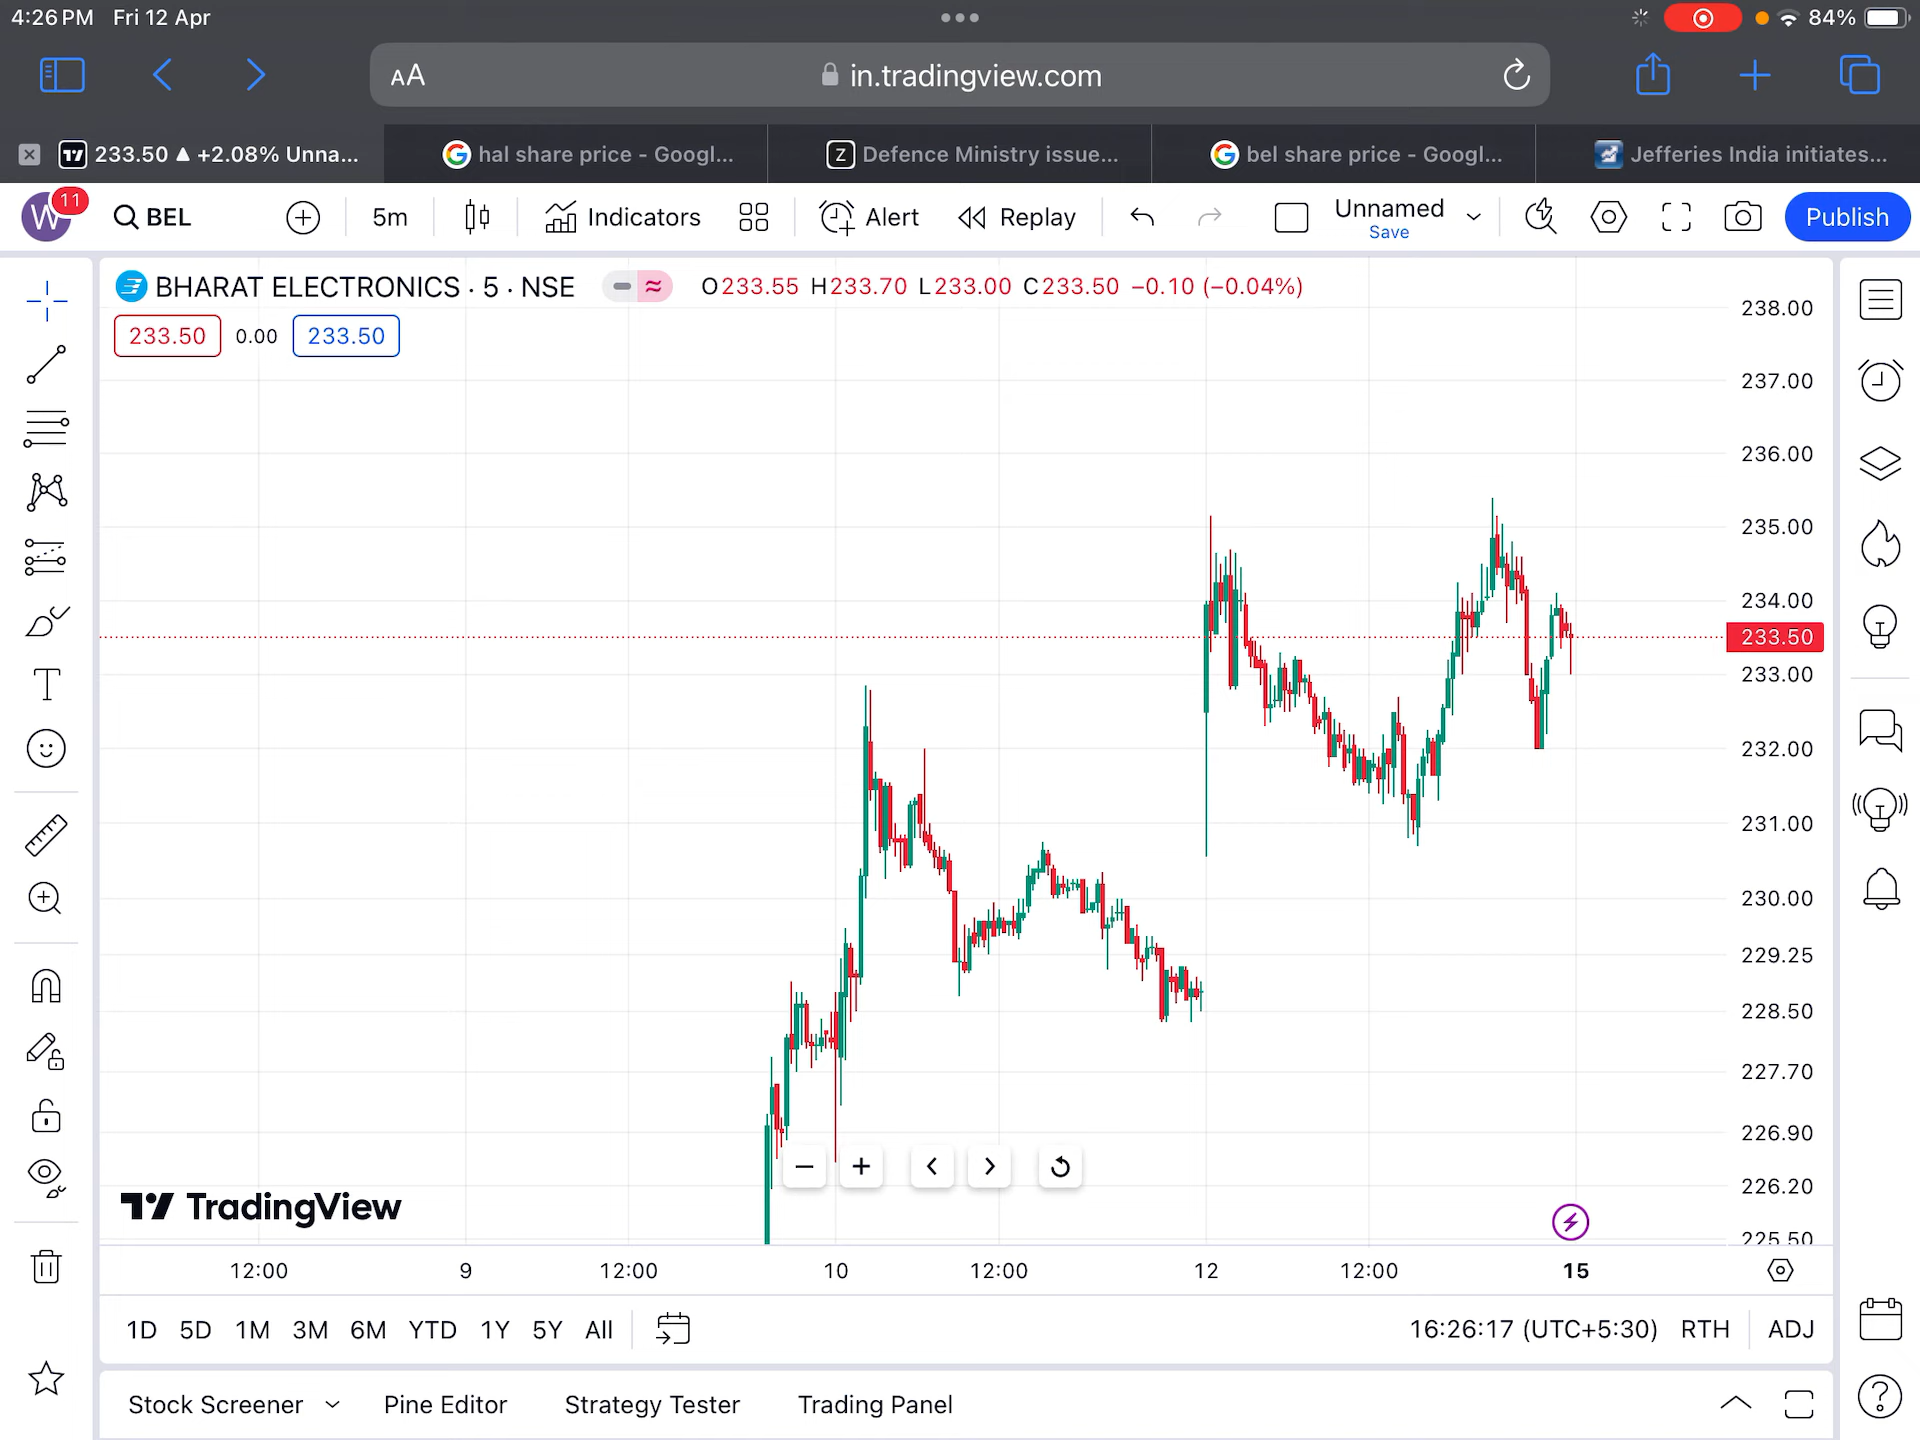 4:26 PM Fri 12 Apr
84%
AA
in.tradingview.com
233.50 ▲ +2.08% Unna...
hal share price - Googl...
Defence Ministry issue...
bel share price - Googl...
Jefferies India initiates...
W
11
BEL
5m
Indicators
Alert
Replay
Unnamed
Save
Publish
BHARAT ELECTRONICS · 5 · NSE
O233.55 H233.70 L233.00 C233.50 −0.10 (−0.04%)
233.50 0.00 233.50
238.00
237.00
236.00
235.00
234.00
233.50
233.00
232.00
231.00
230.00
229.25
228.50
227.70
226.90
226.20
225.50
TradingView
12:00 9 12:00 10 12:00 12 12:00 15
1D 5D 1M 3M 6M YTD 1Y 5Y All
16:26:17 (UTC+5:30) RTH ADJ
Stock Screener Pine Editor Strategy Tester Trading Panel